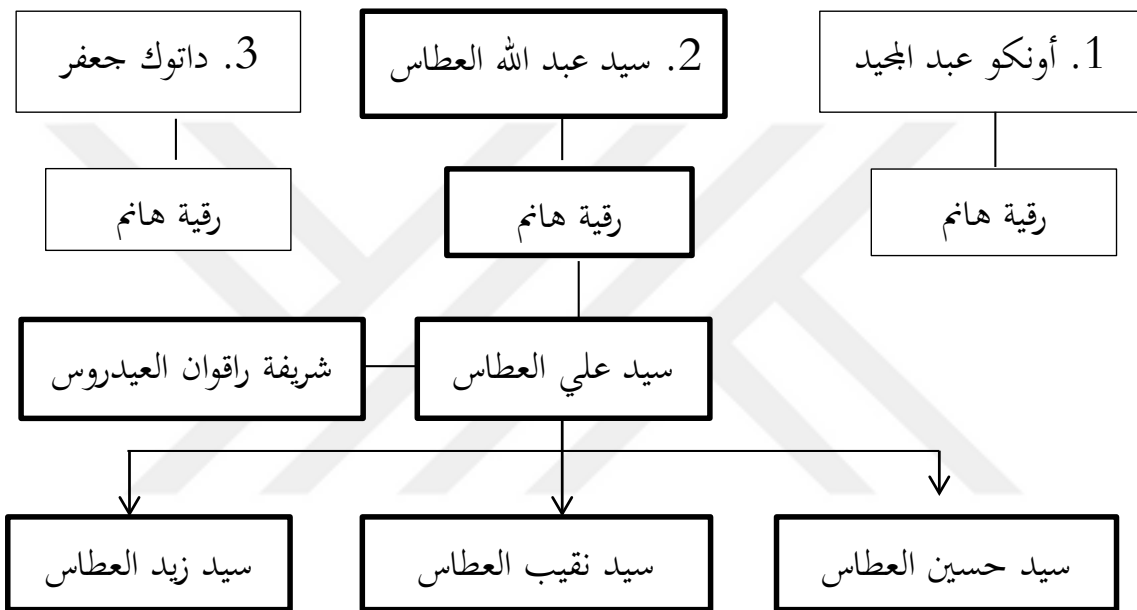 1. أونكو عبد المجيد
2. سيد عبد الله العطاس
3. داتوك جعفر
رقية هانم
رقية هانم
رقية هانم
سيد علي العطاس
شريفة راقوان العيدروس
سيد حسين العطاس
سيد نقيب العطاس
سيد زيد العطاس